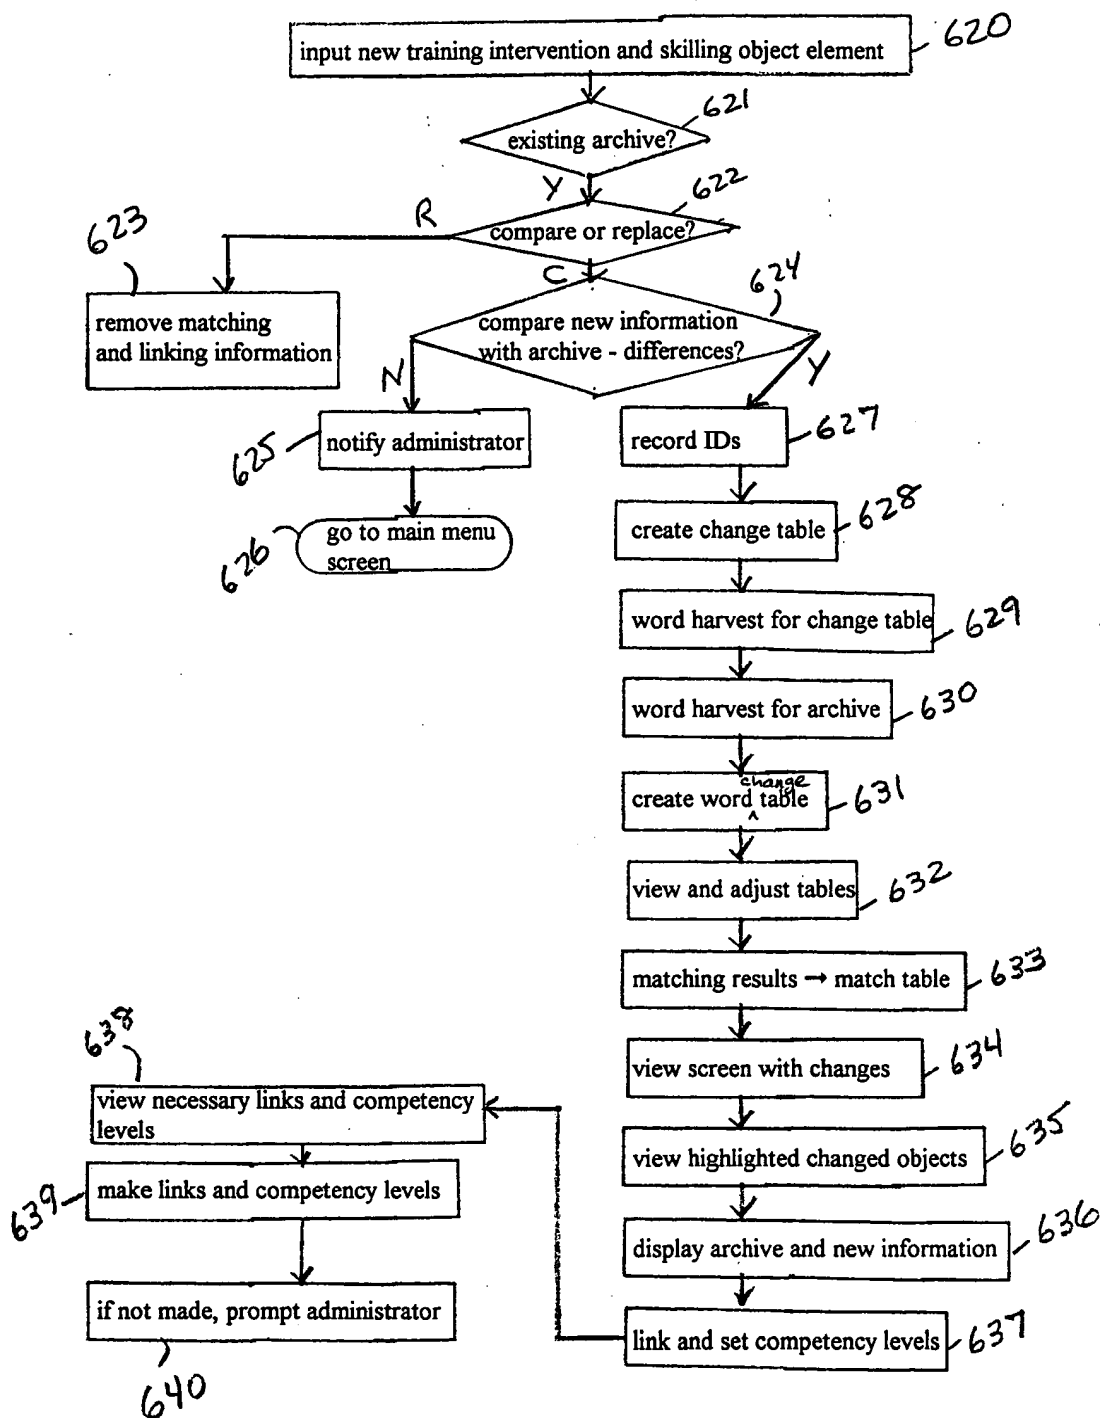 input new training intervention and skilling object element
620
existing archive?
621
Y
compare or replace?
622
R
623
remove matching
and linking information
C
compare new information
with archive - differences?
624
N
Y
notify administrator
625
record IDs
627
go to main menu
screen
626
create change table
628
word harvest for change table
629
word harvest for archive
630
change
create word ^ table
631
view and adjust tables
632
matching results → match table
633
view screen with changes
634
view highlighted changed objects
635
display archive and new information
636
link and set competency levels
637
638
view necessary links and competency
levels
make links and competency levels
639
if not made, prompt administrator
640